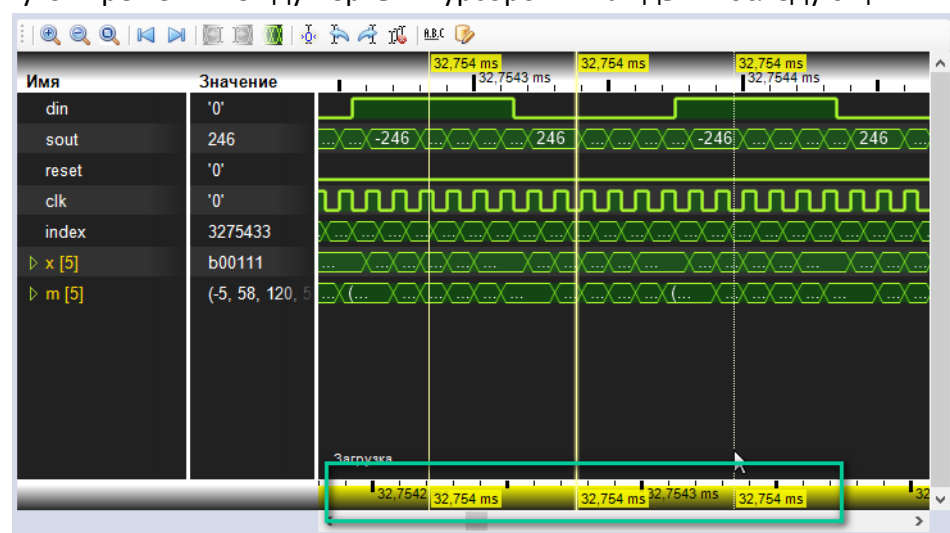 A.B.C
32,754 ms 32,754 ms 32,754 ms
Имя Значение 32,7543 ms 32,7544 ms
din '0'
sout 246 ... ... -246 ... ... ... ... 246 ... ... ... ... -246 ... ... ... ... 246 ...
reset '0'
clk '0'
index 3275433 ... ... ... ... ... ... ... ... ... ... ... ... ... ... ... ... ... ... ...
x [5] b00111 ... ... ... ... ... ... ... ... ... ... ... ... ... ... ...
m [5] (-5, 58, 120, 5 ... (... ... ... ... ... ... ... ... ... ... (... ... ... ... ... ... ... ...
Загрузка
32,7542 32,754 ms 32,754 ms 32,7543 ms 32,754 ms 32